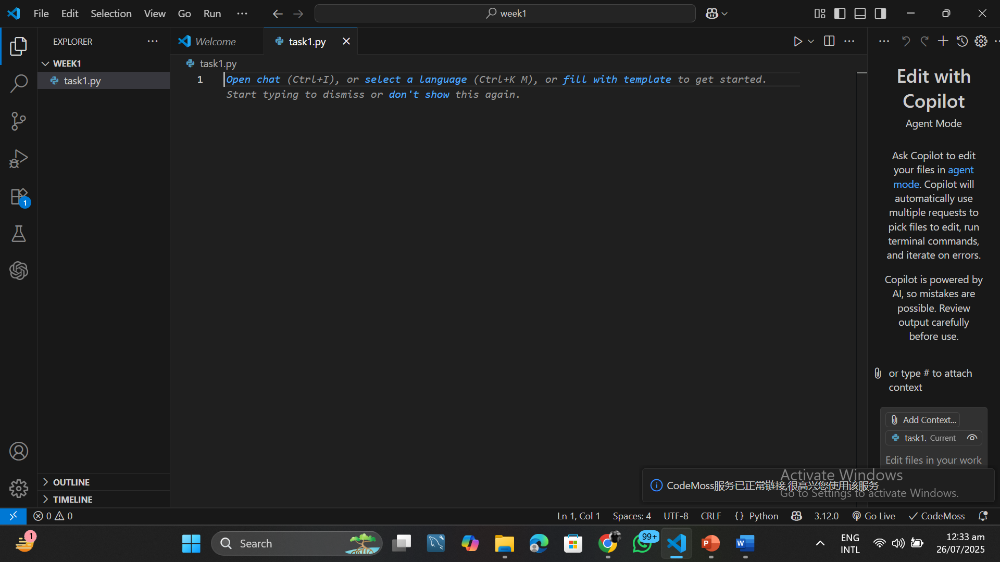 File Edit Selection View Go Run
week1
EXPLORER
WEEK1
task1.py
OUTLINE
TIMELINE
Welcome
task1.py
task1.py
1
Open chat (Ctrl+I), or select a language (Ctrl+K M), or fill with template to get started.
Start typing to dismiss or don't show this again.
Edit with
Copilot
Agent Mode
Ask Copilot to edit
your files in agent
mode. Copilot will
automatically use
multiple requests to
pick files to edit, run
terminal commands,
and iterate on errors.
Copilot is powered by
AI, so mistakes are
possible. Review
output carefully
before use.
or type # to attach
context
Add Context...
task1. Current
Edit files in your work
CodeMoss服务已正常链接,很高兴您使用该服务
Activate Windows
Go to Settings to activate Windows.
1
0 0
Ln 1, Col 1 Spaces: 4 UTF-8 CRLF {} Python 3.12.0 Go Live CodeMoss
1
Search
99+
P
W
ENG
INTL
12:33 am
26/07/2025